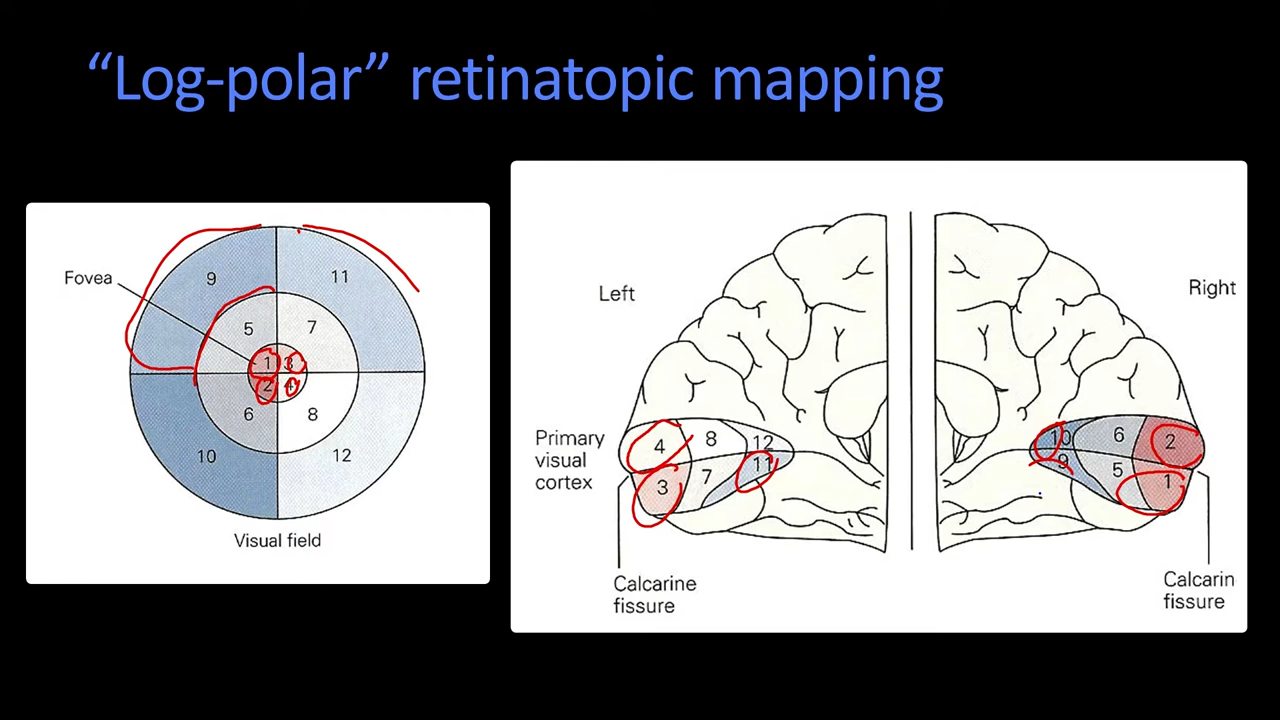 “Log-polar” retinatopic mapping
Fovea
9
11
5
7
1
3
2
4
6
8
10
12
Visual field
Left
Right
Primary
visual
cortex
4
8
12
3
7
11
10
6
2
9
5
1
Calcarine
fissure
Calcarin
fissure